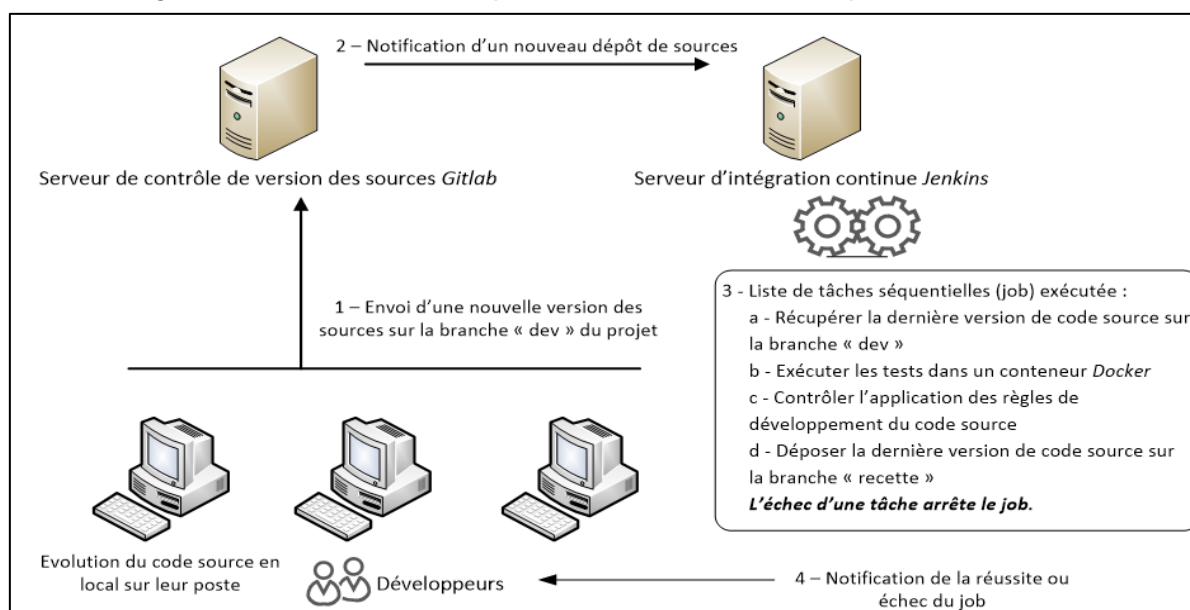 2 – Notification d'un nouveau dépôt de sources
Serveur de contrôle de version des sources Gitlab
Serveur d'intégration continue Jenkins
1 – Envoi d'une nouvelle version des
sources sur la branche « dev » du projet
3 - Liste de tâches séquentielles (job) exécutée :
a - Récupérer la dernière version de code source sur
la branche « dev »
b - Exécuter les tests dans un conteneur Docker
c - Contrôler l'application des règles de
développement du code source
d - Déposer la dernière version de code source sur
la branche « recette »
L'échec d'une tâche arrête le job.
Evolution du code source en
local sur leur poste
Développeurs
4 – Notification de la réussite ou
échec du job